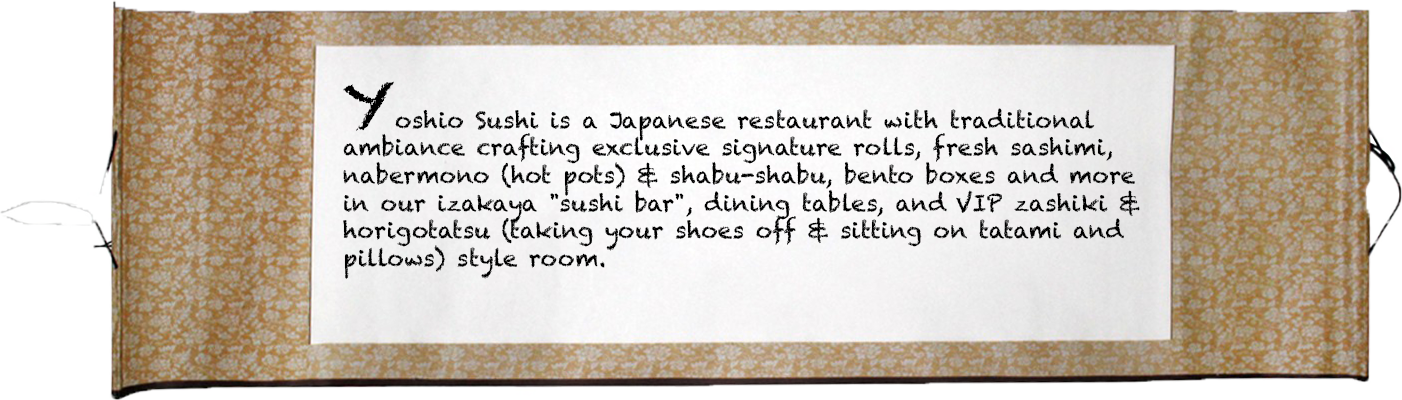 Yoshio Sushi is a Japanese restaurant with traditional
ambiance crafting exclusive signature rolls, fresh sashimi,
nabermono (hot pots) & shabu-shabu, bento boxes and more
in our izakaya "sushi bar", dining tables, and VIP zashiki &
horigotatsu (taking your shoes off & sitting on tatami and
pillows) style room.